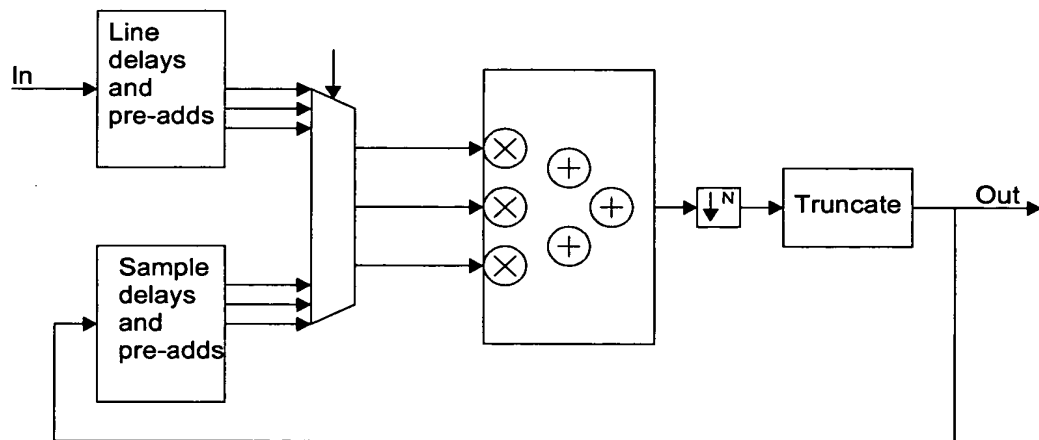 In
Line
delays
and
pre-adds
Sample
delays
and
pre-adds
N
Truncate
Out